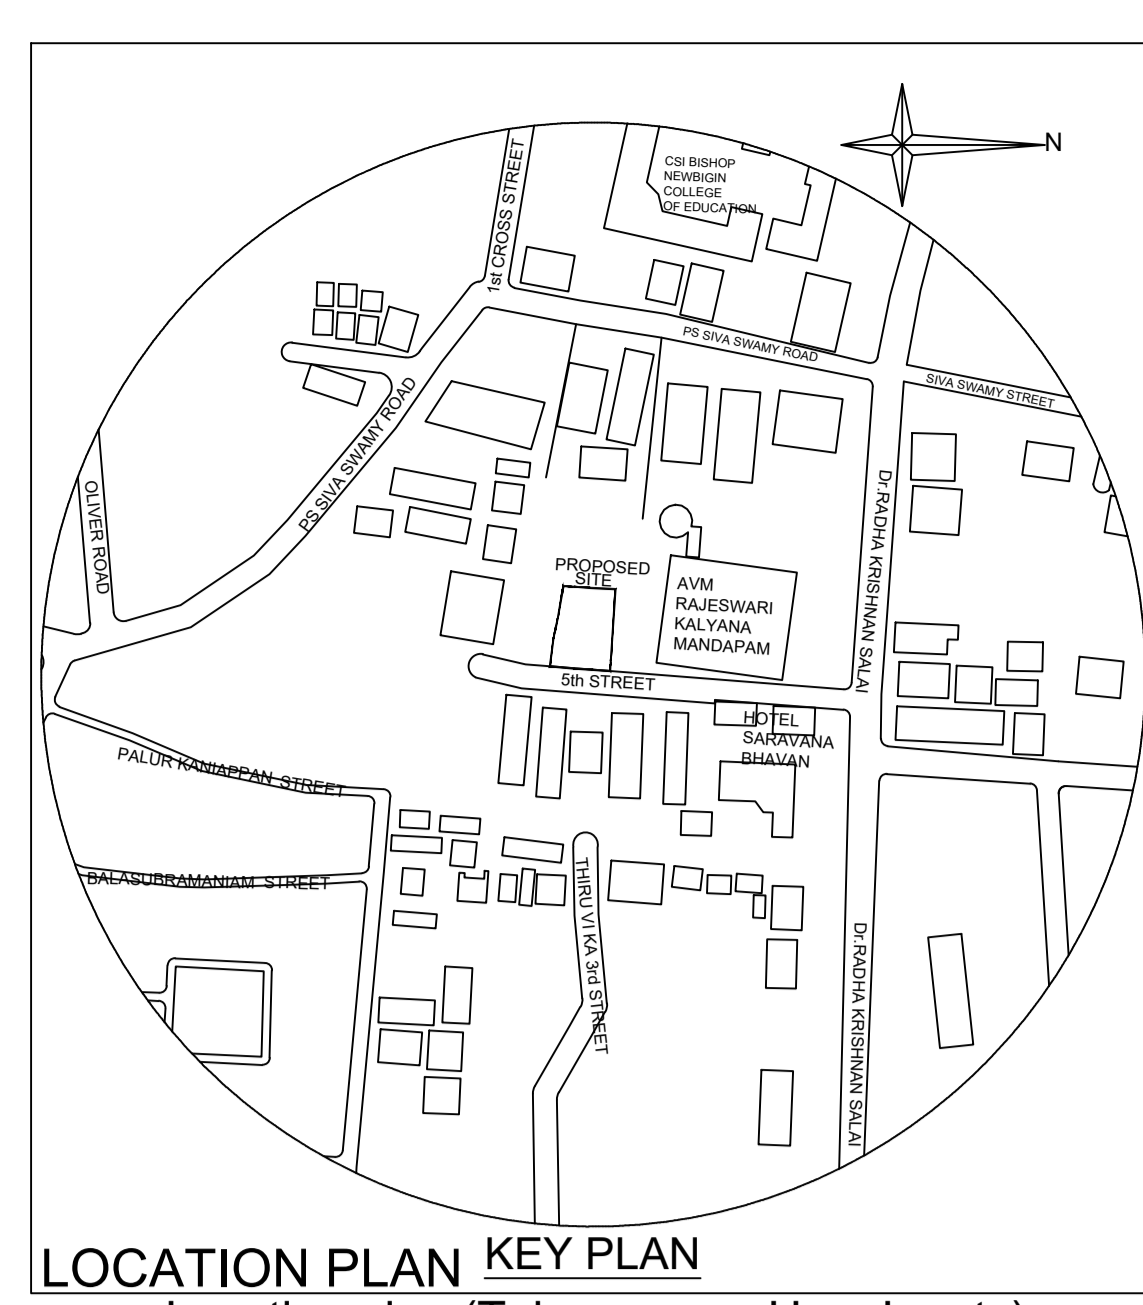 N
CSI BISHOP
NEWBIGIN
COLLEGE
OF EDUCATION
1st CROSS STREET
PS SIVA SWAMY ROAD
SIVA SWAMY STREET
PS SIVA SWAMY ROAD
OLIVER ROAD
Dr.RADHA KRISHNAN SALAI
PROPOSED
SITE
AVM
RAJESWARI
KALYANA
MANDAPAM
5th STREET
HOTEL
SARAVANA
BHAVAN
PALUR KANIAPPAN STREET
BALASUBRAMANIAM STREET
THIRU VI KA 3rd STREET
Dr.RADHA KRISHNAN SALAI
LOCATION PLAN
KEY PLAN